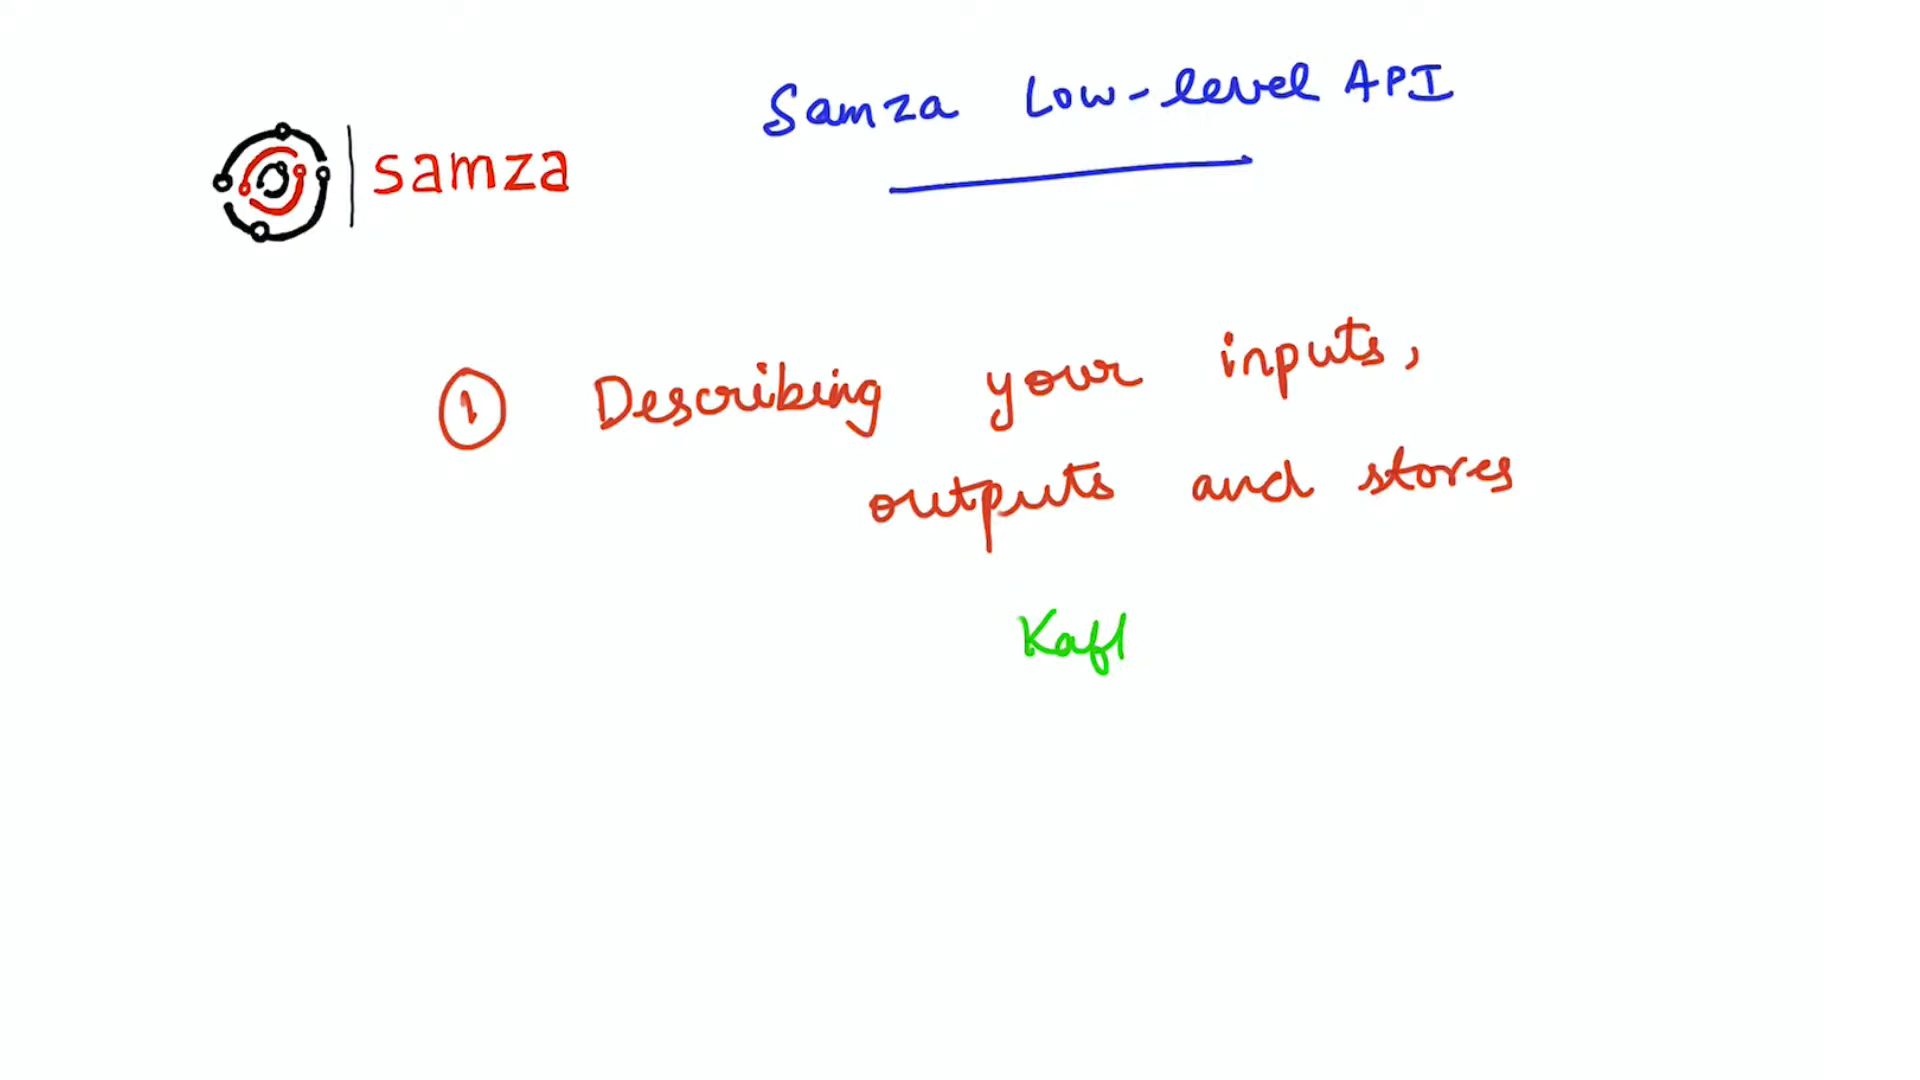 Samza Low-level API
samza
1 Describing your inputs,
outputs and stores
Kafl